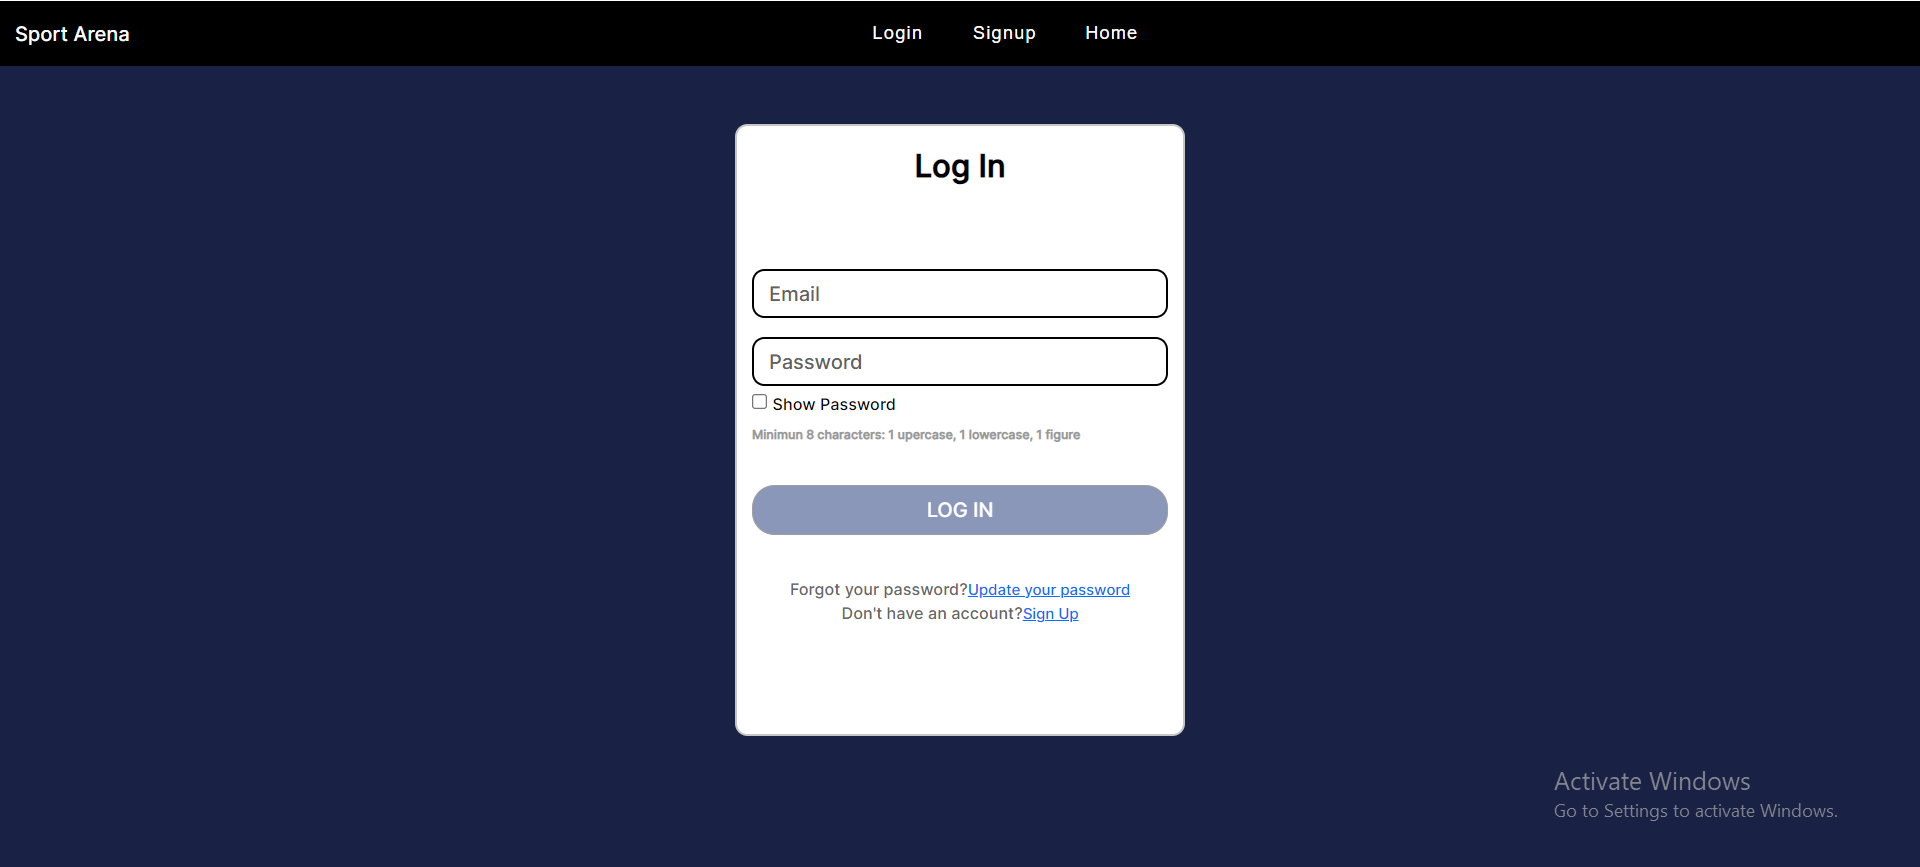 Sport Arena
Login Signup Home
Log In
Email
Password
Show Password
Minimun 8 characters: 1 upercase, 1 lowercase, 1 figure
LOG IN
Forgot your password?Update your password
Don't have an account?Sign Up
Activate Windows
Go to Settings to activate Windows.